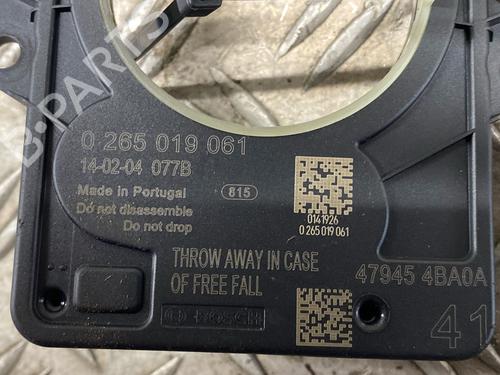 B-PARTS
0 265 019 061
14-02-04 077B
Made in Portugal
815
Do not disassemble
Do not drop
0141926
0 265 019 061
THROW AWAY IN CASE
OF FREE FALL
47945 4BA0A
41